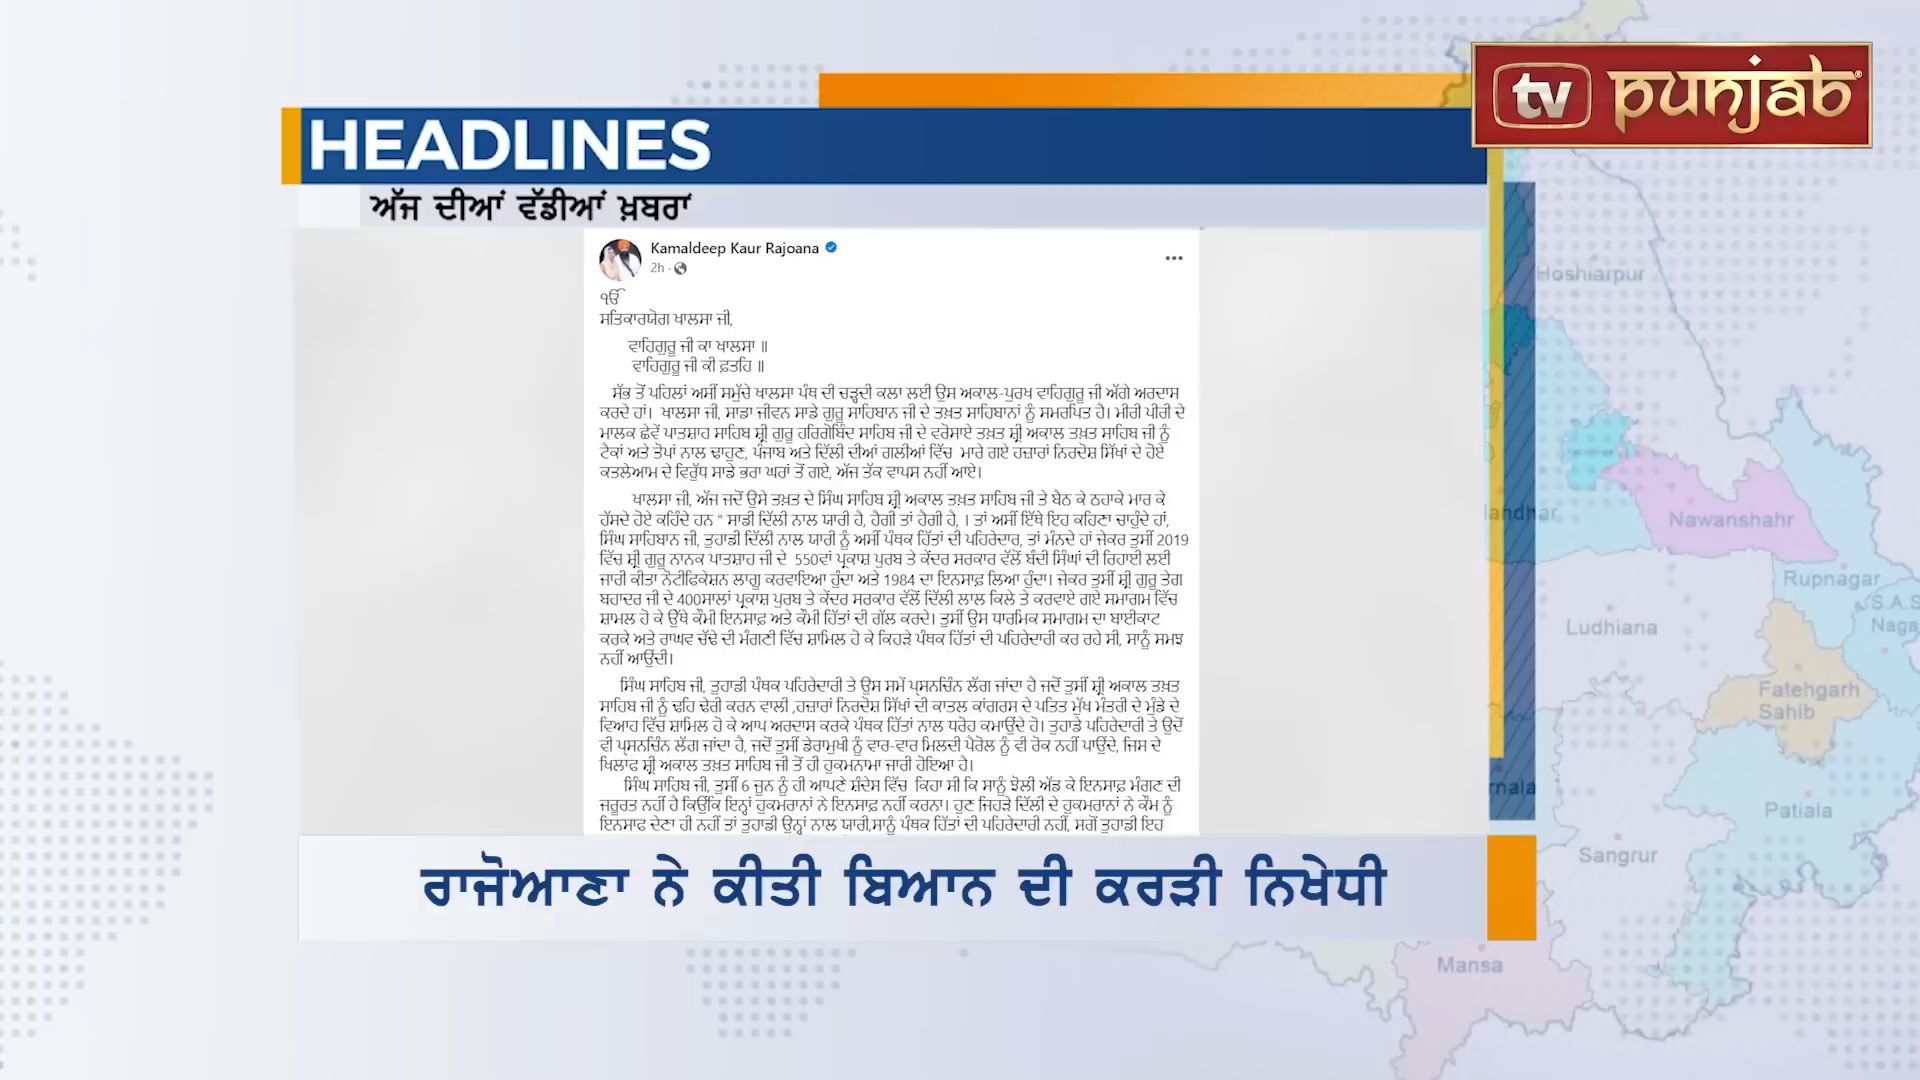 tv punjab
HEADLINES
ਅੱਜ ਦੀਆਂ ਵੱਡੀਆਂ ਖ਼ਬਰਾਂ
Kamaldeep Kaur Rajoana
2h
ੴ
ਸਤਿਕਾਰਯੋਗ ਖਾਲਸਾ ਜੀ,
ਵਾਹਿਗੁਰੂ ਜੀ ਕਾ ਖਾਲਸਾ ॥
ਵਾਹਿਗੁਰੂ ਜੀ ਕੀ ਫ਼ਤਹਿ ॥
ਸੱਭ ਤੋਂ ਪਹਿਲਾਂ ਅਸੀਂ ਸਮੁੱਚੇ ਖਾਲਸਾ ਪੰਥ ਦੀ ਚੜ੍ਹਦੀ ਕਲਾ ਲਈ ਉਸ ਅਕਾਲ-ਪੁਰਖ ਵਾਹਿਗੁਰੂ ਜੀ ਅੱਗੇ ਅਰਦਾਸ
ਕਰਦੇ ਹਾਂ। ਖਾਲਸਾ ਜੀ, ਸਾਡਾ ਜੀਵਨ ਸਾਡੇ ਗੁਰੂ ਸਾਹਿਬਾਨ ਜੀ ਦੇ ਤਖ਼ਤ ਸਾਹਿਬਾਨਾਂ ਨੂੰ ਸਮਰਪਿਤ ਹੈ। ਮੀਰੀ ਪੀਰੀ ਦੇ
ਮਾਲਕ ਛੇਵੇਂ ਪਾਤਸ਼ਾਹ ਸਾਹਿਬ ਸ਼੍ਰੀ ਗੁਰੂ ਹਰਿਗੋਬਿੰਦ ਸਾਹਿਬ ਜੀ ਦੇ ਵਰੋਸਾਏ ਤਖ਼ਤ ਸ਼੍ਰੀ ਅਕਾਲ ਤਖ਼ਤ ਸਾਹਿਬ ਜੀ ਨੂੰ
ਟੈਕਾਂ ਅਤੇ ਤੋਪਾਂ ਨਾਲ ਢਾਹੁਣ, ਪੰਜਾਬ ਅਤੇ ਦਿੱਲੀ ਦੀਆਂ ਗਲੀਆਂ ਵਿੱਚ ਮਾਰੇ ਗਏ ਹਜ਼ਾਰਾਂ ਨਿਰਦੋਸ਼ ਸਿੱਖਾਂ ਦੇ ਹੋਏ
ਕਤਲੇਆਮ ਦੇ ਵਿਰੁੱਧ ਸਾਡੇ ਭਰਾ ਘਰਾਂ ਤੋਂ ਗਏ, ਅੱਜ ਤੱਕ ਵਾਪਸ ਨਹੀਂ ਆਏ।
ਖਾਲਸਾ ਜੀ, ਅੱਜ ਜਦੋਂ ਉਸੇ ਤਖ਼ਤ ਦੇ ਸਿੰਘ ਸਾਹਿਬ ਸ਼੍ਰੀ ਅਕਾਲ ਤਖ਼ਤ ਸਾਹਿਬ ਜੀ ਤੇ ਬੈਠ ਕੇ ਠਹਾਕੇ ਮਾਰ ਕੇ
ਹੱਸਦੇ ਹੋਏ ਕਹਿੰਦੇ ਹਨ " ਸਾਡੀ ਦਿੱਲੀ ਨਾਲ ਯਾਰੀ ਹੈ, ਹੈਗੀ ਤਾਂ ਹੈਗੀ ਹੈ, । ਤਾਂ ਅਸੀਂ ਇੱਥੇ ਇਹ ਕਹਿਣਾ ਚਾਹੁੰਦੇ ਹਾਂ,
ਸਿੰਘ ਸਾਹਿਬਾਨ ਜੀ, ਤੁਹਾਡੀ ਦਿੱਲੀ ਨਾਲ ਯਾਰੀ ਨੂੰ ਅਸੀਂ ਪੰਥਕ ਹਿੱਤਾਂ ਦੀ ਪਹਿਰੇਦਾਰ, ਤਾਂ ਮੰਨਦੇ ਹਾਂ ਜੇਕਰ ਤੁਸੀਂ 2019
ਵਿੱਚ ਸ਼੍ਰੀ ਗੁਰੂ ਨਾਨਕ ਪਾਤਸ਼ਾਹ ਜੀ ਦੇ 550ਵਾਂ ਪ੍ਰਕਾਸ਼ ਪੁਰਬ ਤੇ ਕੇਂਦਰ ਸਰਕਾਰ ਵੱਲੋਂ ਬੰਦੀ ਸਿੰਘਾਂ ਦੀ ਰਿਹਾਈ ਲਈ
ਜਾਰੀ ਕੀਤਾ ਨੋਟੀਫਿਕੇਸ਼ਨ ਲਾਗੂ ਕਰਵਾਇਆ ਹੁੰਦਾ ਅਤੇ 1984 ਦਾ ਇਨਸਾਫ਼ ਲਿਆ ਹੁੰਦਾ। ਜੇਕਰ ਤੁਸੀਂ ਸ਼੍ਰੀ ਗੁਰੂ ਤੇਗ
ਬਹਾਦਰ ਜੀ ਦੇ 400ਸਾਲਾਂ ਪ੍ਰਕਾਸ਼ ਪੁਰਬ ਤੇ ਕੇਂਦਰ ਸਰਕਾਰ ਵੱਲੋਂ ਦਿੱਲੀ ਲਾਲ ਕਿਲੇ ਤੇ ਕਰਵਾਏ ਗਏ ਸਮਾਗਮ ਵਿੱਚ
ਸ਼ਾਮਲ ਹੋ ਕੇ ਉੱਥੇ ਕੌਮੀ ਇਨਸਾਫ਼ ਅਤੇ ਕੌਮੀ ਹਿੱਤਾਂ ਦੀ ਗੱਲ ਕਰਦੇ। ਤੁਸੀਂ ਉਸ ਧਾਰਮਿਕ ਸਮਾਗਮ ਦਾ ਬਾਈਕਾਟ
ਕਰਕੇ ਅਤੇ ਰਾਘਵ ਚੱਢੇ ਦੀ ਮੰਗਣੀ ਵਿੱਚ ਸ਼ਾਮਿਲ ਹੋ ਕੇ ਕਿਹੜੇ ਪੰਥਕ ਹਿੱਤਾਂ ਦੀ ਪਹਿਰੇਦਾਰੀ ਕਰ ਰਹੇ ਸੀ, ਸਾਨੂੰ ਸਮਝ
ਨਹੀਂ ਆਉਂਦੀ।
ਸਿੰਘ ਸਾਹਿਬ ਜੀ, ਤੁਹਾਡੀ ਪੰਥਕ ਪਹਿਰੇਦਾਰੀ ਤੇ ਉਸ ਸਮੇਂ ਪ੍ਰਸਨਚਿੰਨ ਲੱਗ ਜਾਂਦਾ ਹੈ ਜਦੋਂ ਤੁਸੀਂ ਸ਼੍ਰੀ ਅਕਾਲ ਤਖ਼ਤ
ਸਾਹਿਬ ਜੀ ਨੂੰ ਢਹਿ ਢੇਰੀ ਕਰਨ ਵਾਲੀ ,ਹਜ਼ਾਰਾਂ ਨਿਰਦੋਸ਼ ਸਿੱਖਾਂ ਦੀ ਕਾਤਲ ਕਾਂਗਰਸ ਦੇ ਪਤਿਤ ਮੁੱਖ ਮੰਤਰੀ ਦੇ ਮੁੰਡੇ ਦੇ
ਵਿਆਹ ਵਿੱਚ ਸ਼ਾਮਿਲ ਹੋ ਕੇ ਆਪ ਅਰਦਾਸ ਕਰਕੇ ਪੰਥਕ ਹਿੱਤਾਂ ਨਾਲ ਧਰੋਹ ਕਮਾਉਂਦੇ ਹੋ। ਤੁਹਾਡੇ ਪਹਿਰੇਦਾਰੀ ਤੇ ਉਦੋਂ
ਵੀ ਪ੍ਰਸਨਚਿੰਨ ਲੱਗ ਜਾਂਦਾ ਹੈ, ਜਦੋਂ ਤੁਸੀਂ ਡੇਰਾਮੁਖੀ ਨੂੰ ਵਾਰ-ਵਾਰ ਮਿਲਦੀ ਪੈਰੋਲ ਨੂੰ ਵੀ ਰੋਕ ਨਹੀਂ ਪਾਉਂਦੇ, ਜਿਸ ਦੇ
ਖਿਲਾਫ ਸ਼੍ਰੀ ਅਕਾਲ ਤਖ਼ਤ ਸਾਹਿਬ ਜੀ ਤੋਂ ਹੀ ਹੁਕਮਨਾਮਾ ਜਾਰੀ ਹੋਇਆ ਹੈ।
ਸਿੰਘ ਸਾਹਿਬ ਜੀ, ਤੁਸੀਂ 6 ਜੂਨ ਨੂੰ ਹੀ ਆਪਣੇ ਸ਼ੰਦੇਸ ਵਿੱਚ ਕਿਹਾ ਸੀ ਕਿ ਸਾਨੂੰ ਝੋਲੀ ਅੱਡ ਕੇ ਇਨਸਾਫ਼ ਮੰਗਣ ਦੀ
ਜ਼ਰੂਰਤ ਨਹੀਂ ਹੈ ਕਿਉਂਕਿ ਇਨ੍ਹਾਂ ਹੁਕਮਰਾਨਾਂ ਨੇ ਇਨਸਾਫ਼ ਨਹੀਂ ਕਰਨਾ। ਹੁਣ ਜਿਹੜੇ ਦਿੱਲੀ ਦੇ ਹੁਕਮਰਾਨਾਂ ਨੇ ਕੌਮ ਨੂੰ
ਇਨਸਾਫ ਦੇਣਾ ਹੀ ਨਹੀਂ ਤਾਂ ਤੁਹਾਡੀ ਉਨ੍ਹਾਂ ਨਾਲ ਯਾਰੀ,ਸਾਨੂੰ ਪੰਥਕ ਹਿੱਤਾਂ ਦੀ ਪਹਿਰੇਦਾਰੀ ਨਹੀਂ, ਸਗੋਂ ਤੁਹਾਡੀ ਇਹ
ਰਾਜੋਆਣਾ ਨੇ ਕੀਤੀ ਬਿਆਨ ਦੀ ਕਰੜੀ ਨਿਖੇਧੀ
Hoshiarpur
andhar
Nawanshahr
Rupnagar
S.A.S
Naga
Ludhiana
Fatehgarh
Sahib
rnala
Patiala
Sangrur
Mansa